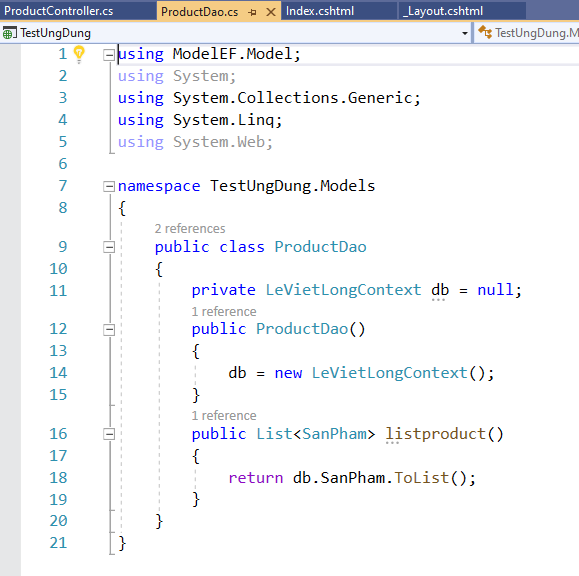 ProductController.cs ProductDao.cs Index.cshtml _Layout.cshtml
TestUngDung TestUngDung.M
1 using ModelEF.Model;
2 using System;
3 using System.Collections.Generic;
4 using System.Linq;
5 using System.Web;
6
7 namespace TestUngDung.Models
8 {
2 references
9 public class ProductDao
10 {
11 private LeVietLongContext db = null;
1 reference
12 public ProductDao()
13 {
14 db = new LeVietLongContext();
15 }
1 reference
16 public List<SanPham> listproduct()
17 {
18 return db.SanPham.ToList();
19 }
20 }
21 }